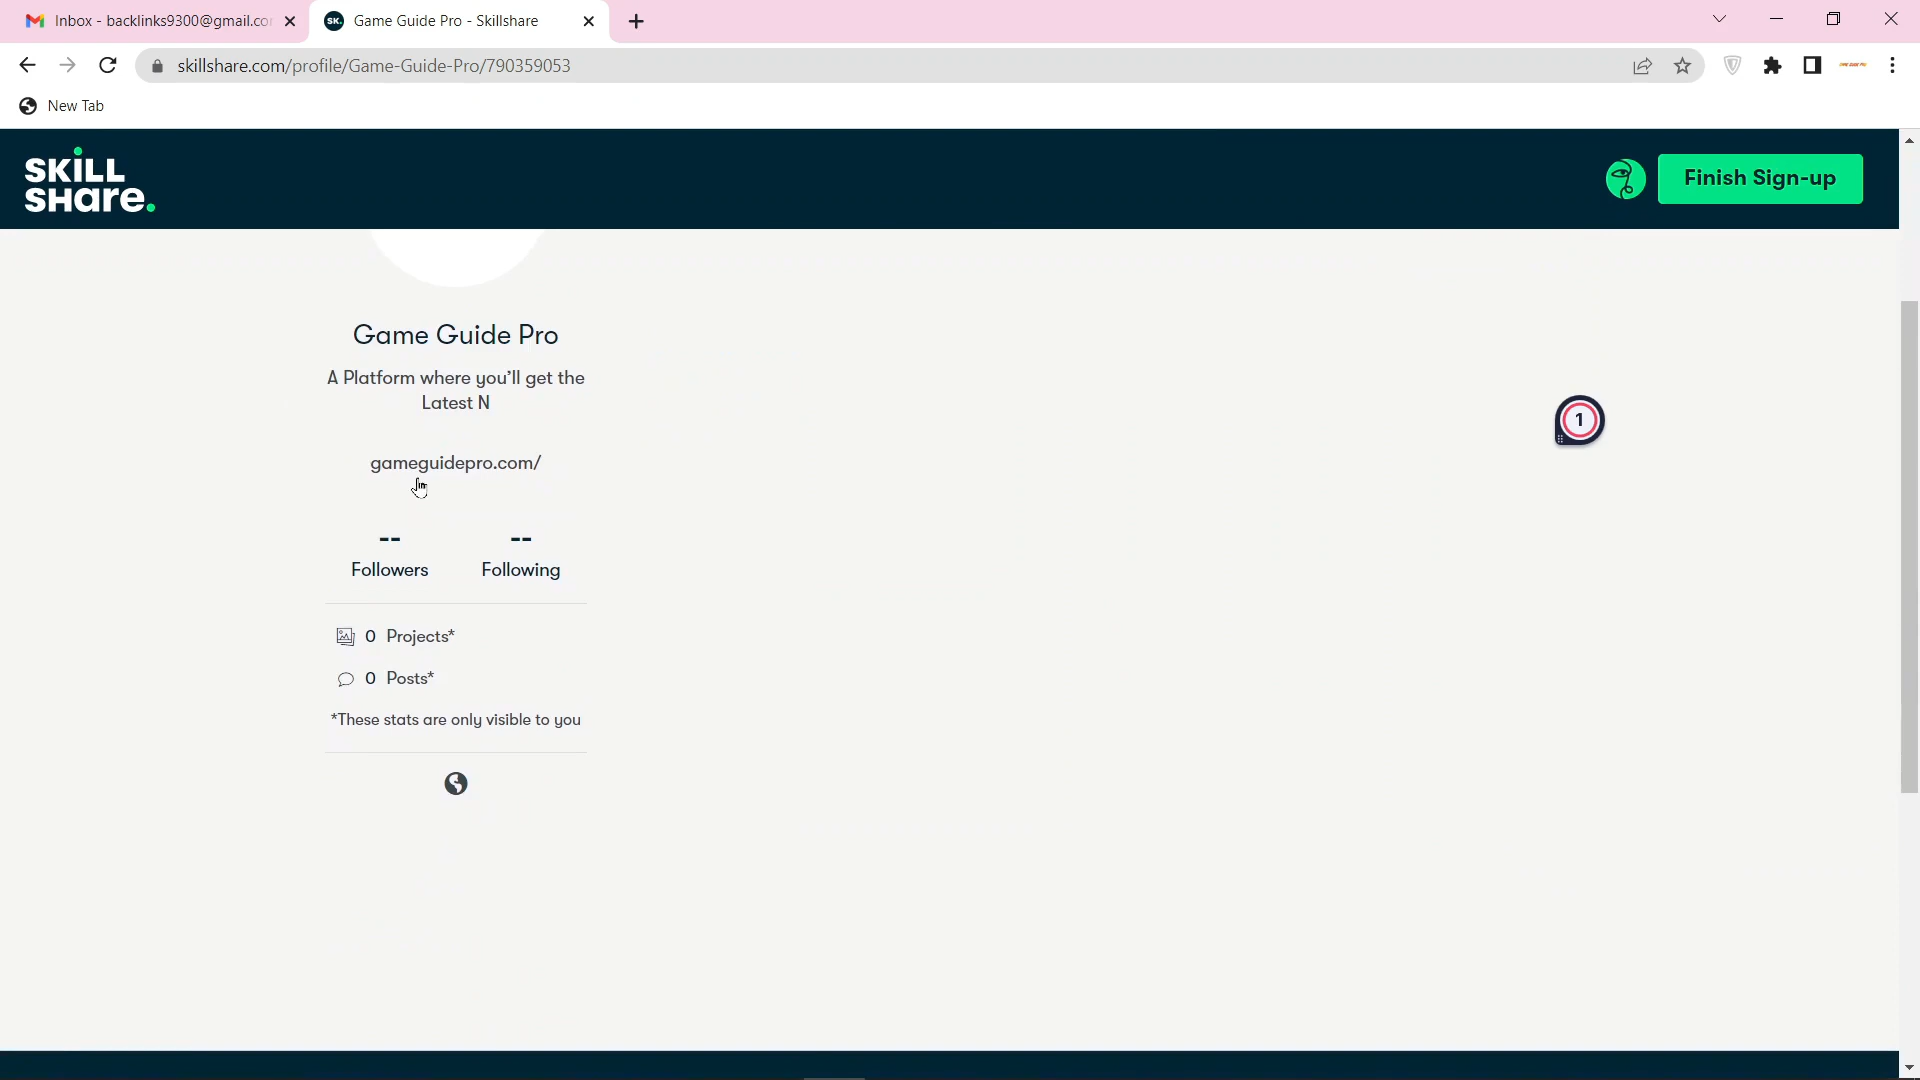 Inbox - backlinks9300@gmail.co
Game Guide Pro - Skillshare
skillshare.com/profile/Game-Guide-Pro/790359053
New Tab
SKILL
SHARE.
Finish Sign-up
Game Guide Pro
A Platform where you'll get the
Latest N
1
gameguidepro.com/
-- --
Followers Following
0 Projects*
0 Posts*
*These stats are only visible to you